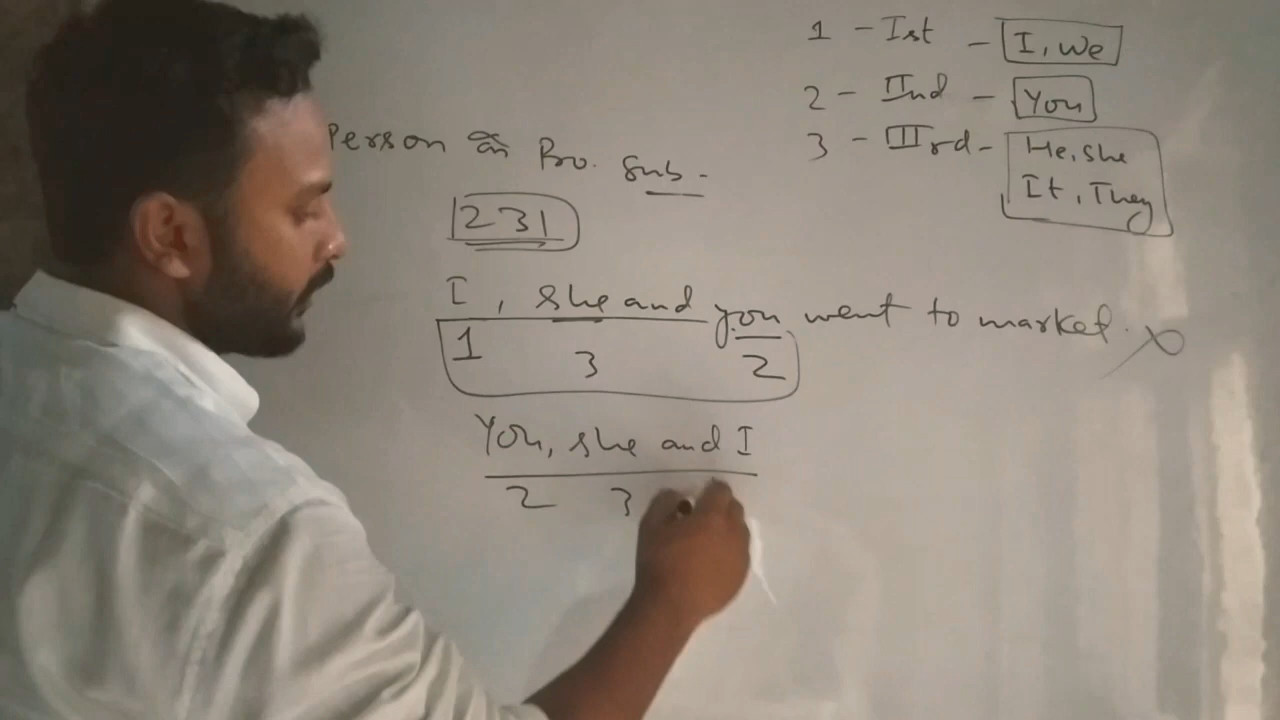 1 - Ist - I, We
2 - IInd - You
3 - IIIrd - He, she
It, They
Person का Pro. Sub.
231
I, she and you went to market. ×
1 3 2
You, she and I
2 3